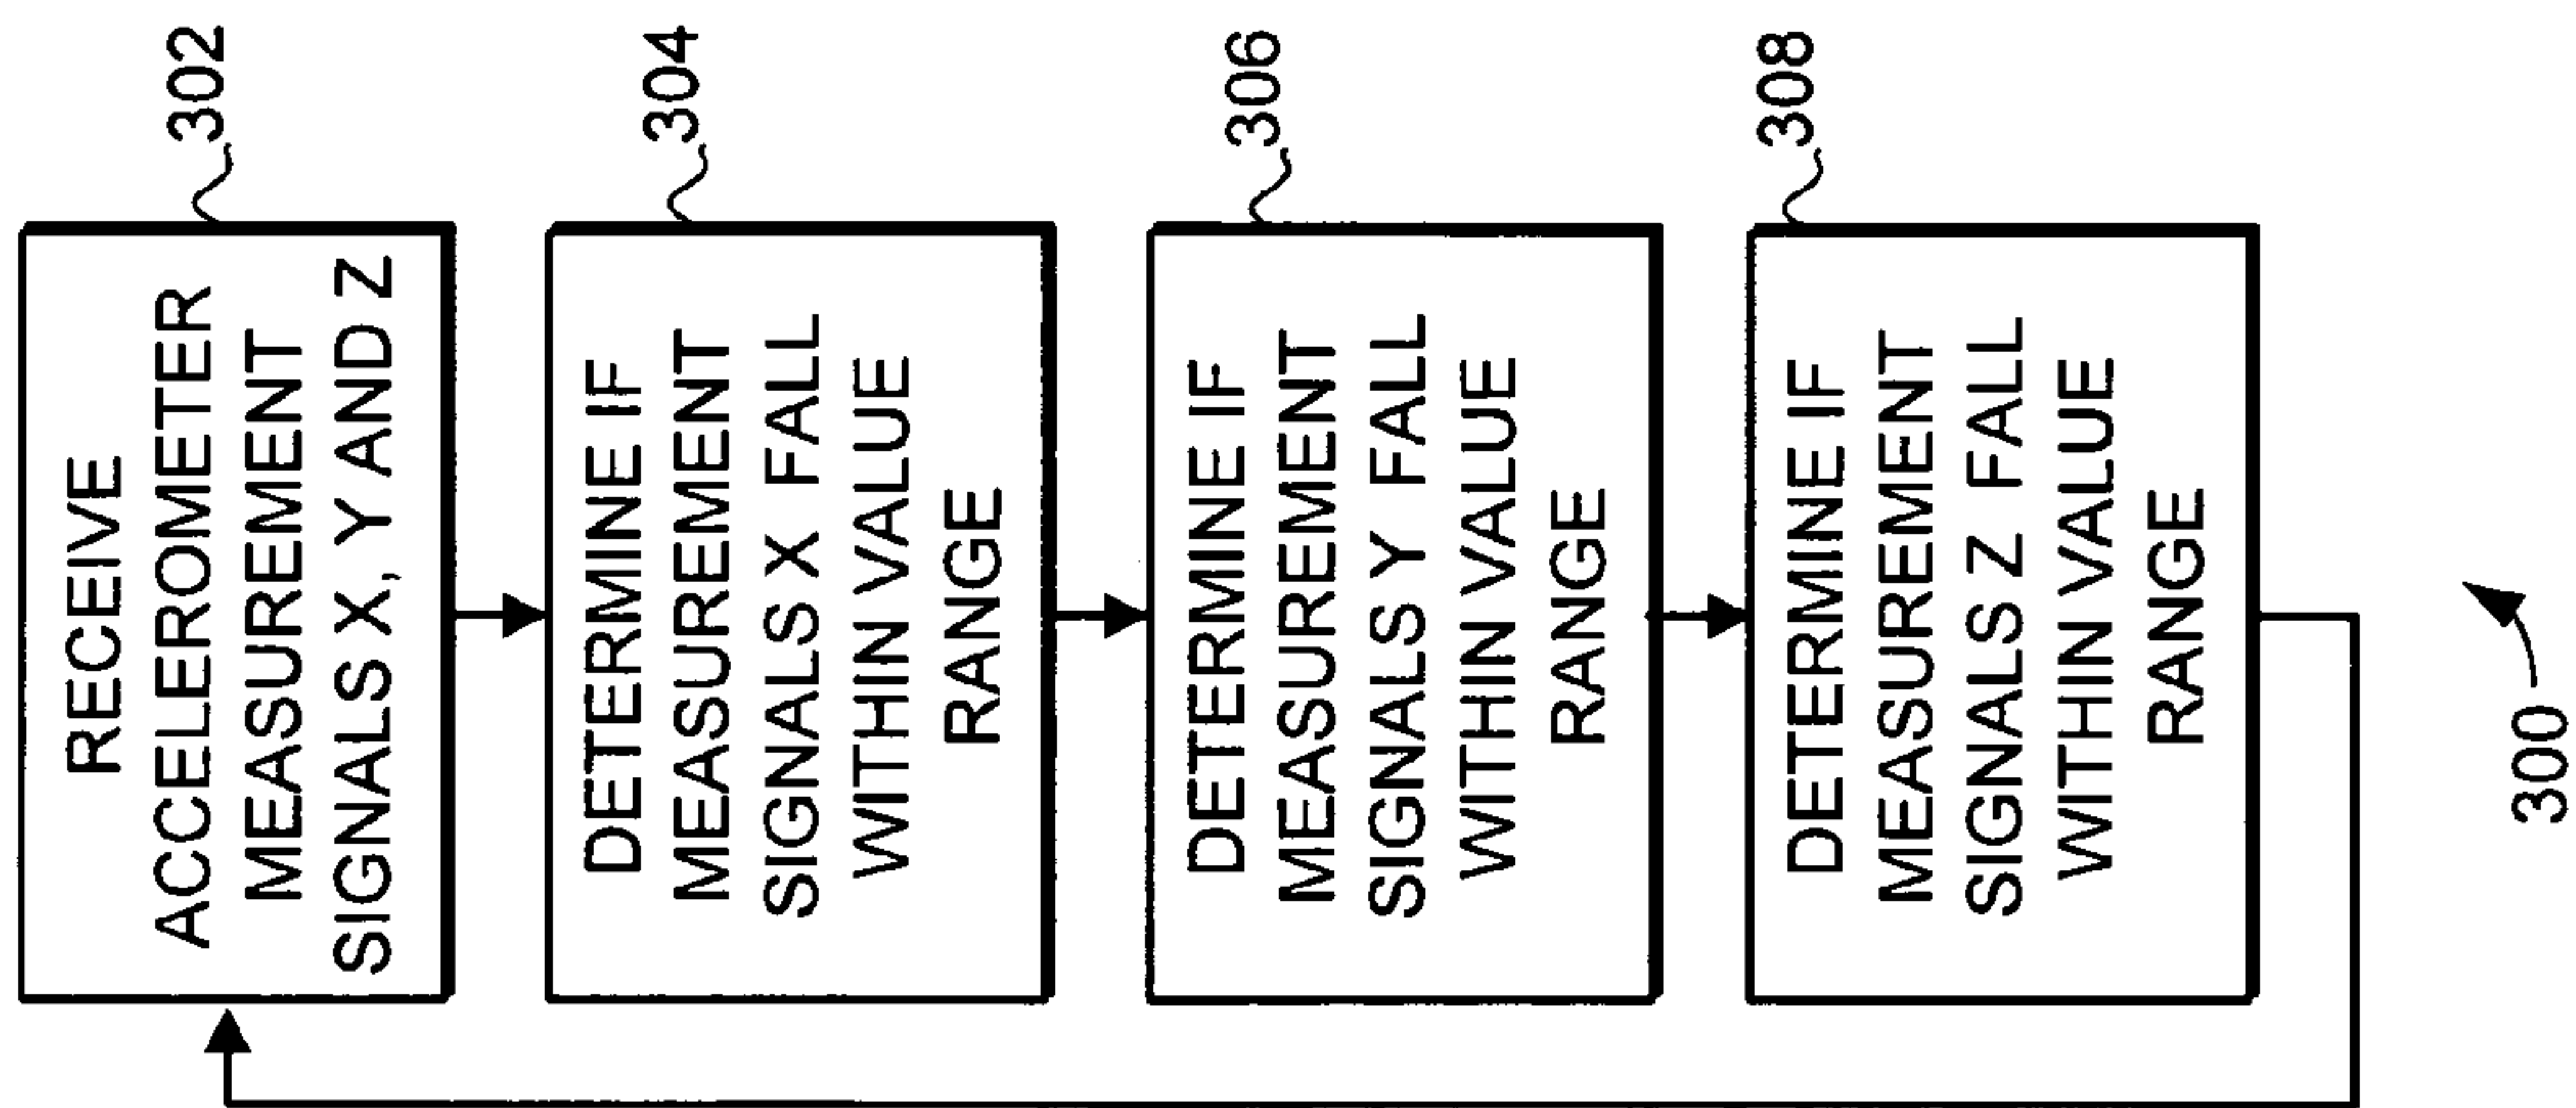 302
RECEIVE
ACCELEROMETER
MEASUREMENT
SIGNALS X, Y AND Z
304
DETERMINE IF
MEASUREMENT
SIGNALS X FALL
WITHIN VALUE
RANGE
306
DETERMINE IF
MEASUREMENT
SIGNALS Y FALL
WITHIN VALUE
RANGE
308
DETERMINE IF
MEASUREMENT
SIGNALS Z FALL
WITHIN VALUE
RANGE
300